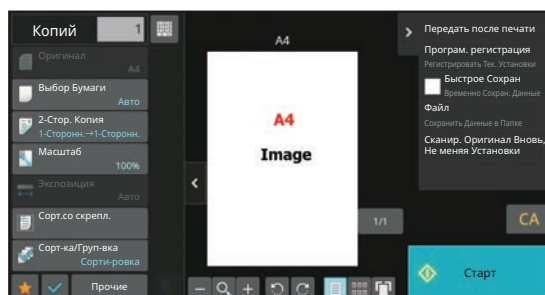 Копий 1
Оригинал
A4
Выбор Бумаги
Авто
2-Стор. Копия
1-Сторонн.→1-Сторонн.
Масштаб
100%
Экспозиция
Авто
Сорт.со скрепл.
Сорт-ка/Груп-вка
Сорти-ровка
Прочие
A4
A4
Image
1/1
Передать после печати
Програм. регистрация
Регистрировать Тек. Установки
Быстрое Сохран
Временно Сохран. Данные
Файл
Сохранить Данные в Папке
Сканир. Оригинал Вновь,
Не меняя Установки
CA
Старт